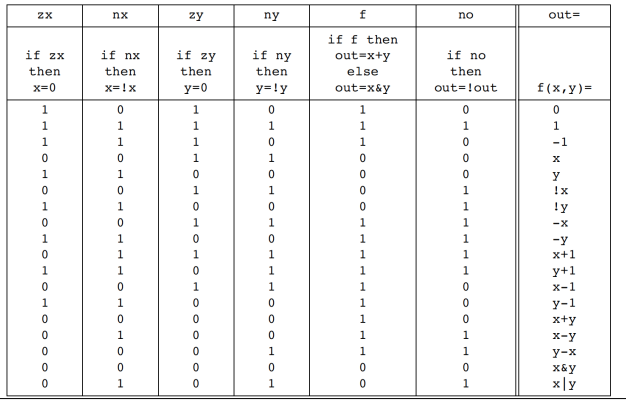 zx nx zy ny f no out=
if f then
if zx if nx if zy if ny out=x+y if no
then then then then else then
x=0 x=!x y=0 y=!y out=x&y out=!out f(x,y)=
1 0 1 0 1 0 0
1 1 1 1 1 1 1
1 1 1 0 1 0 -1
0 0 1 1 0 0 x
1 1 0 0 0 0 y
0 0 1 1 0 1 !x
1 1 0 0 0 1 !y
0 0 1 1 1 1 -x
1 1 0 0 1 1 -y
0 1 1 1 1 1 x+1
1 1 0 1 1 1 y+1
0 0 1 1 1 0 x-1
1 1 0 0 1 0 y-1
0 0 0 0 1 0 x+y
0 1 0 0 1 1 x-y
0 0 0 1 1 1 y-x
0 0 0 0 0 0 x&y
0 1 0 1 0 1 x|y